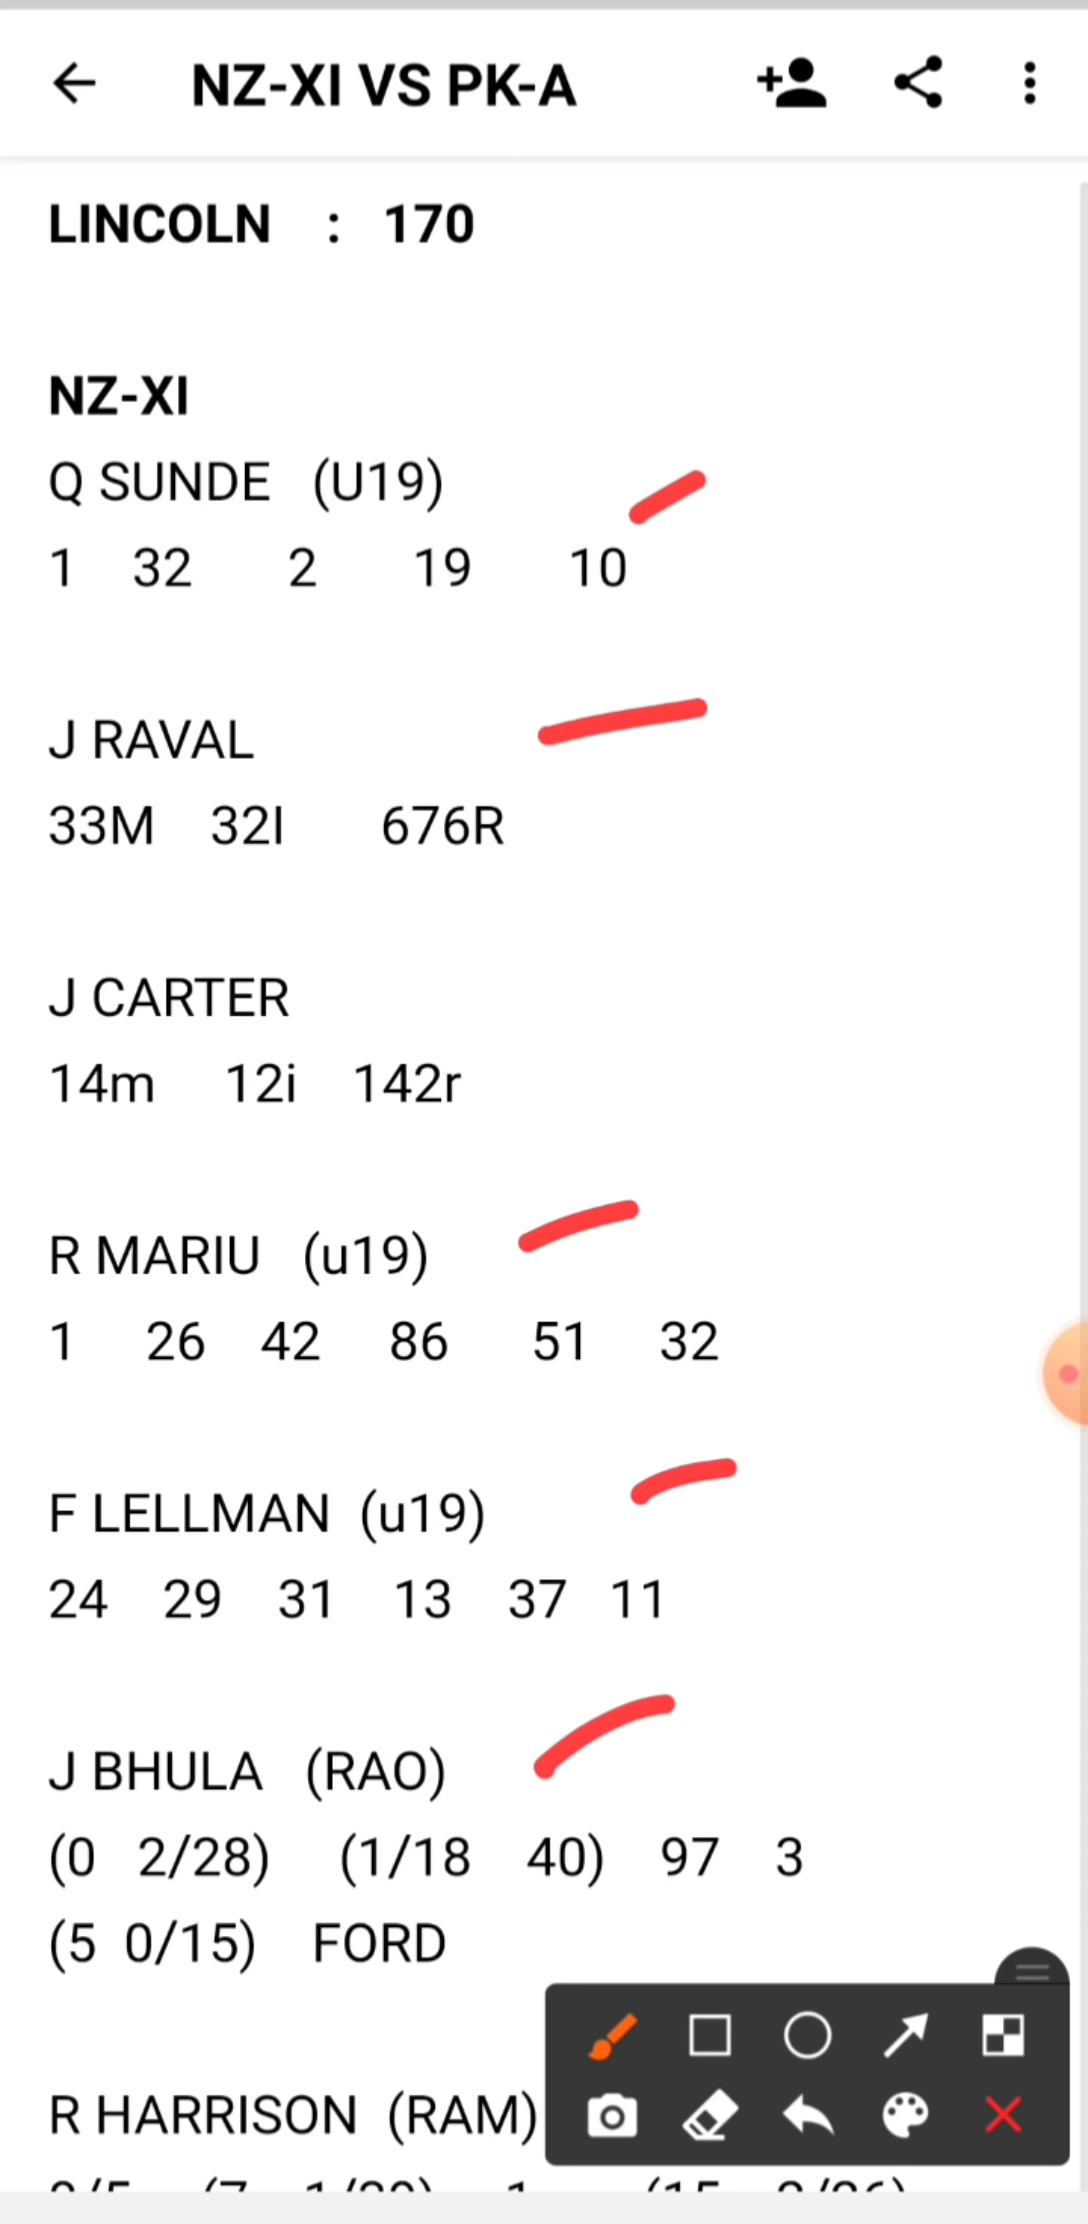 NZ-XI VS PK-A
LINCOLN : 170
NZ-XI
Q SUNDE (U19)
1 32 2 19 10
J RAVAL
33M 32I 676R
J CARTER
14m 12i 142r
R MARIU (u19)
1 26 42 86 51 32
F LELLMAN (u19)
24 29 31 13 37 11
J BHULA (RAO)
(0 2/28) (1/18 40) 97 3
(5 0/15) FORD
R HARRISON (RAM)